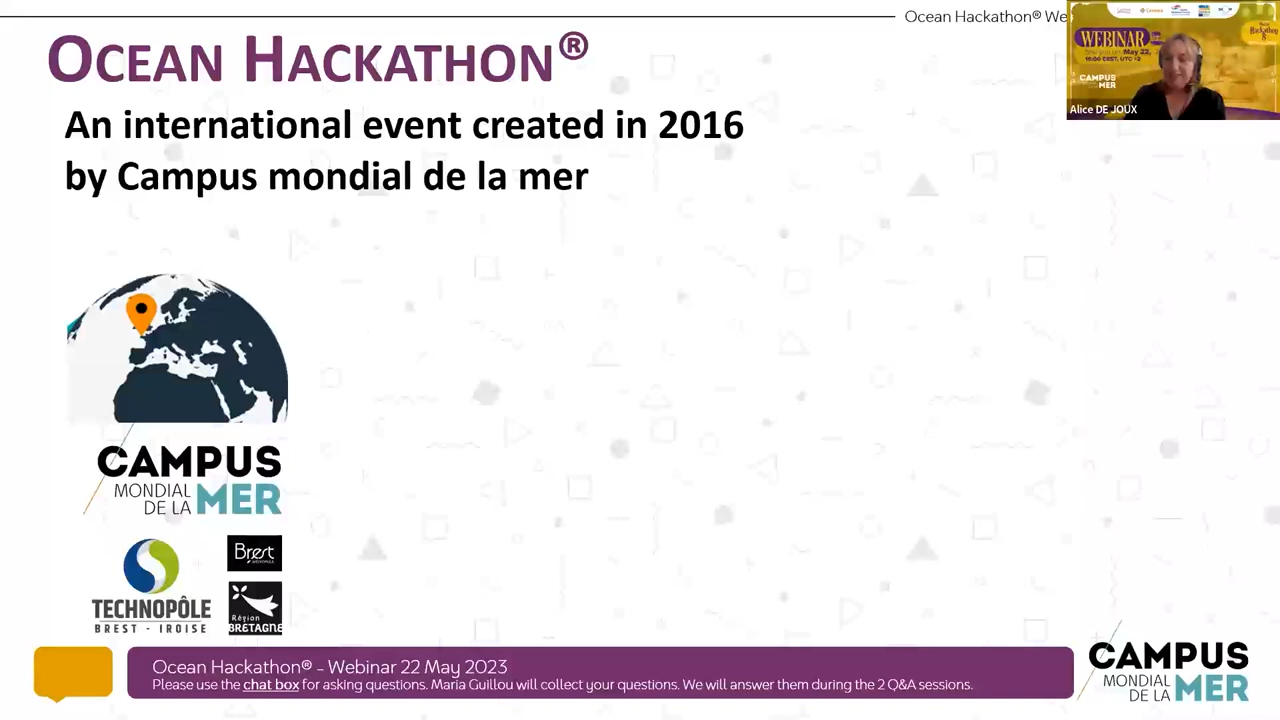 Ocean Hackathon® We
OCEAN HACKATHON®
An international event created in 2016
by Campus mondial de la mer
WEBINAR
May 22,
CAMPUS
MER
Alice DE JOUX
CAMPUS
MONDIAL
DE LA MER
TECHNOPÔLE
BREST - IROISE
Brest
MÉTROPOLE
Région
BRETAGNE
Ocean Hackathon® - Webinar 22 May 2023
Please use the chat box for asking questions. Maria Guillou will collect your questions. We will answer them during the 2 Q&A sessions.
CAMPUS
MONDIAL
DE LA MER